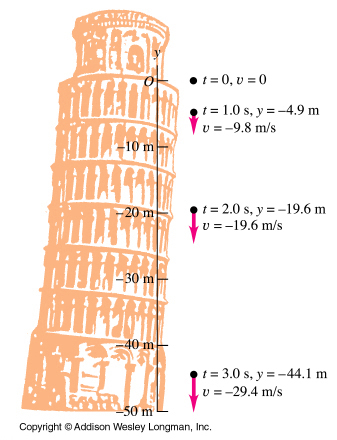 y
O
t = 0, v = 0
t = 1.0 s, y = –4.9 m
v = –9.8 m/s
–10 m
t = 2.0 s, y = –19.6 m
–20 m
v = –19.6 m/s
–30 m
–40 m
t = 3.0 s, y = –44.1 m
v = –29.4 m/s
–50 m
Copyright © Addison Wesley Longman, Inc.